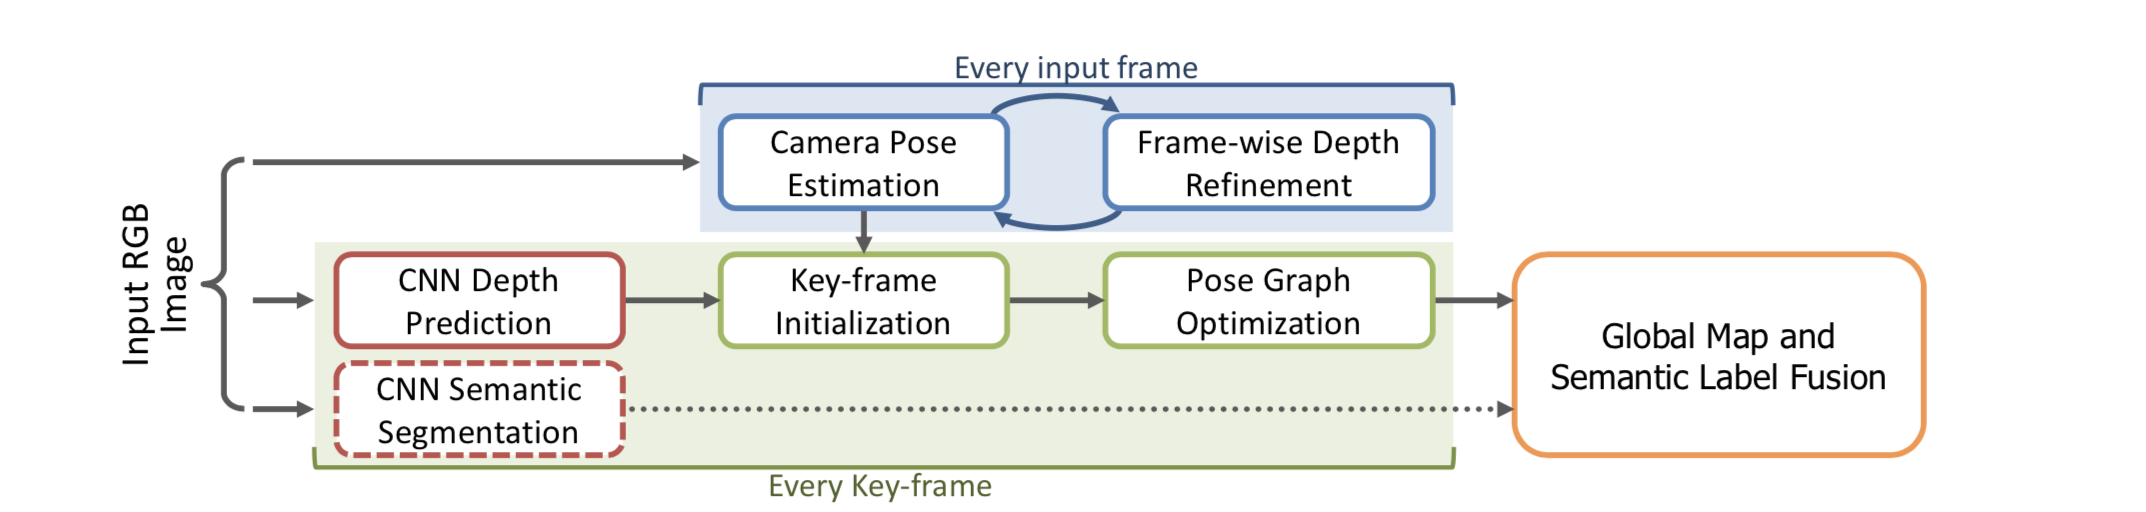 Every input frame
Camera Pose
Estimation
Frame-wise Depth
Refinement
Input RGB
Image
CNN Depth
Prediction
Key-frame
Initialization
Pose Graph
Optimization
Global Map and
Semantic Label Fusion
CNN Semantic
Segmentation
Every Key-frame